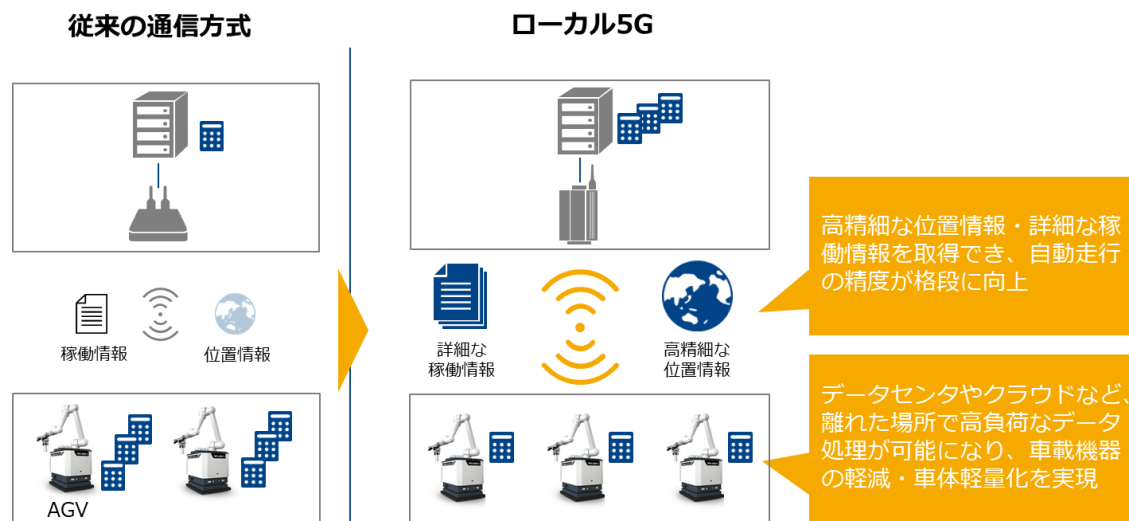 従来の通信方式
ローカル5G
稼働情報
位置情報
AGV
詳細な
稼働情報
高精細な
位置情報
高精細な位置情報・詳細な稼
働情報を取得でき、自動走行
の精度が格段に向上
データセンタやクラウドなど、
離れた場所で高負荷なデータ
処理が可能になり、車載機器
の軽減・車体軽量化を実現